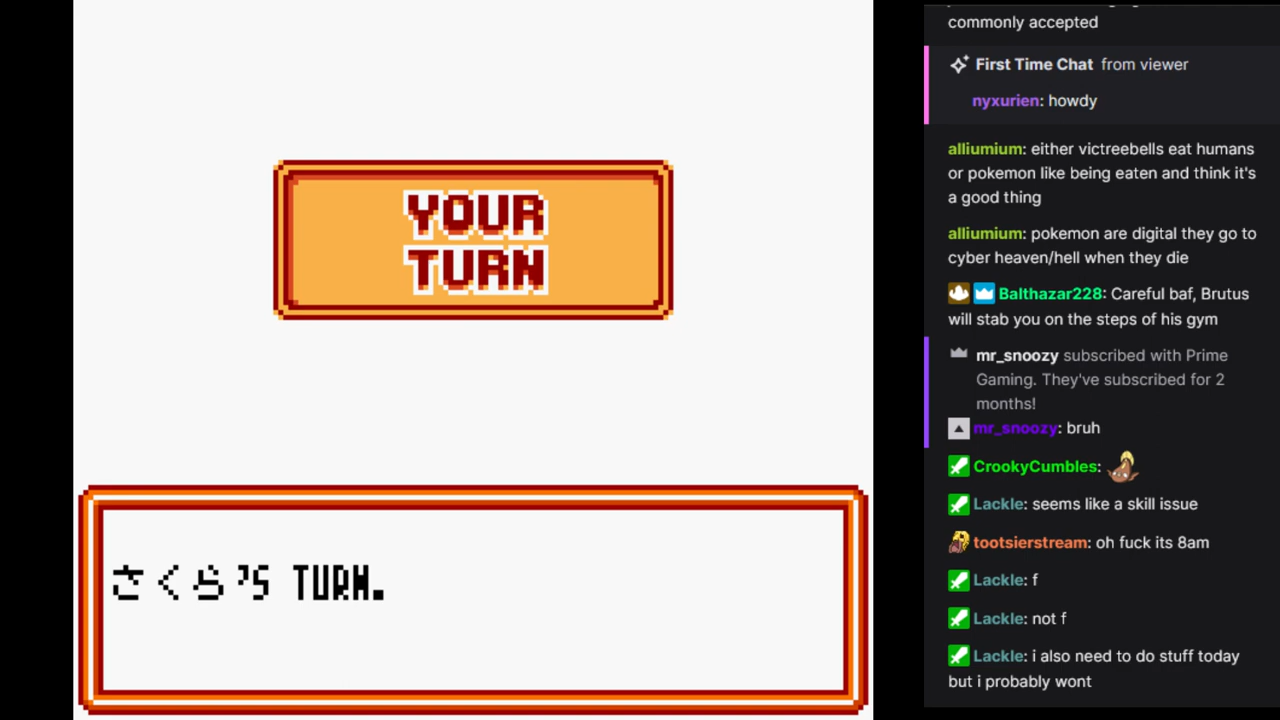 YOUR
TURN
さくら'S TURN.
commonly accepted
First Time Chat from viewer
nyxurien: howdy
alliumium: either victreebells eat humans
or pokemon like being eaten and think it's
a good thing
alliumium: pokemon are digital they go to
cyber heaven/hell when they die
Balthazar228: Careful baf, Brutus
will stab you on the steps of his gym
mr_snoozy subscribed with Prime
Gaming. They've subscribed for 2
months!
mr_snoozy: bruh
CrookyCumbles:
Lackle: seems like a skill issue
tootsierstream: oh fuck its 8am
Lackle: f
Lackle: not f
Lackle: i also need to do stuff today
but i probably wont